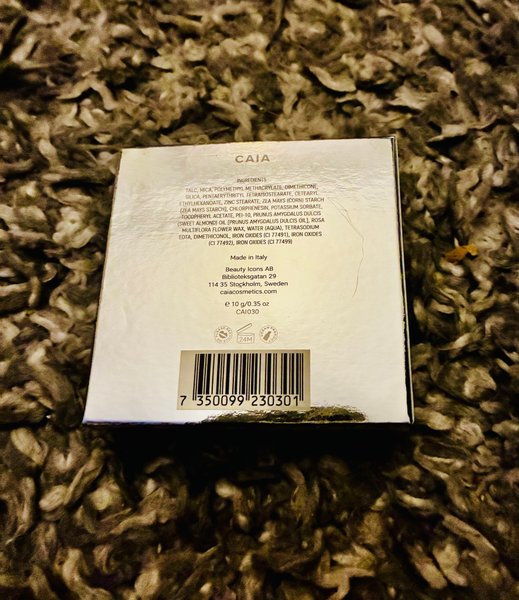 CAIA
INGREDIENTS
TALC, MICA, POLYMETHYL METHACRYLATE, DIMETHICONE,
SILICA, PENTAERYTHRITYL TETRAISOSTEARATE, CETEARYL
ETHYLHEXANOATE, ZINC STEARATE, ZEA MAYS (CORN) STARCH
[ZEA MAYS STARCH], CHLORPHENESIN, POTASSIUM SORBATE,
TOCOPHERYL ACETATE, PEI-10, PRUNUS AMYGDALUS DULCIS
(SWEET ALMOND) OIL [PRUNUS AMYGDALUS DULCIS OIL], ROSA
MULTIFLORA FLOWER WAX, WATER (AQUA), TETRASODIUM
EDTA, DIMETHICONOL, IRON OXIDES (CI 77491), IRON OXIDES
(CI 77492), IRON OXIDES (CI 77499)
Made in Italy
Beauty Icons AB
Biblioteksgatan 29
114 35 Stockholm, Sweden
caiacosmetics.com
e 10 g/0.35 oz
CAI030
24M
7 350099 230301